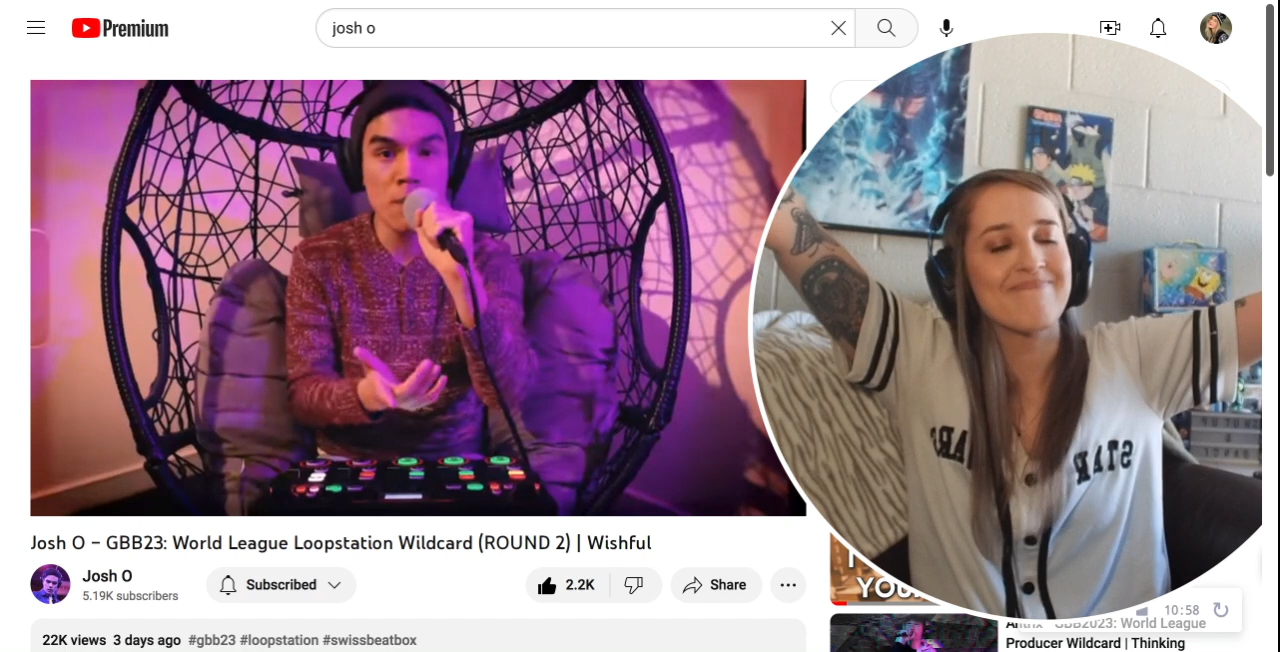 Premium
josh o
Josh O – GBB23: World League Loopstation Wildcard (ROUND 2) | Wishful
Josh O
5.19K subscribers
Subscribed
2.2K
Share
22K views 3 days ago #gbb23 #loopstation #swissbeatbox
10:58
GBB2023: World League
Producer Wildcard | Thinking